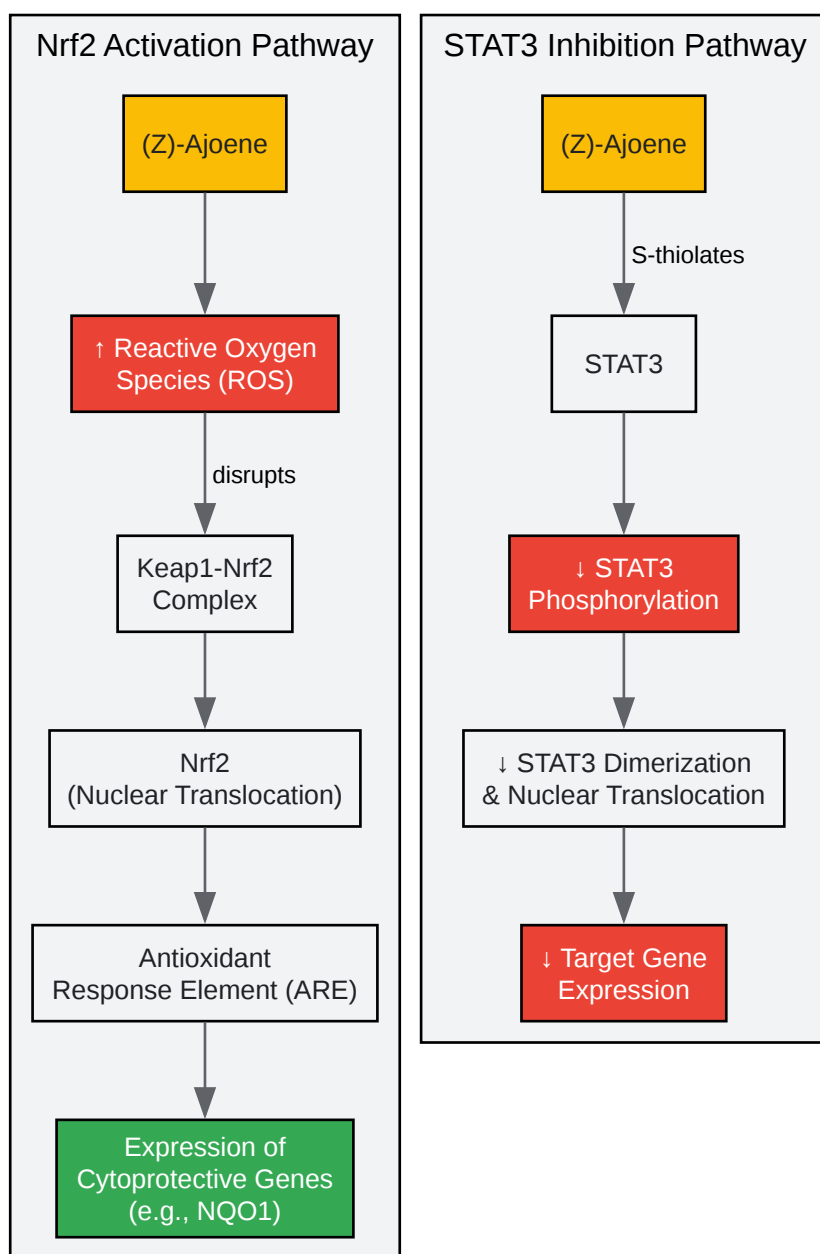 Nrf2 Activation Pathway
(Z)-Ajoene
↑ Reactive Oxygen
Species (ROS)
disrupts
Keap1-Nrf2
Complex
Nrf2
(Nuclear Translocation)
Antioxidant
Response Element (ARE)
Expression of
Cytoprotective Genes
(e.g., NQO1)
STAT3 Inhibition Pathway
(Z)-Ajoene
S-thiolates
STAT3
↓ STAT3
Phosphorylation
↓ STAT3 Dimerization
& Nuclear Translocation
↓ Target Gene
Expression